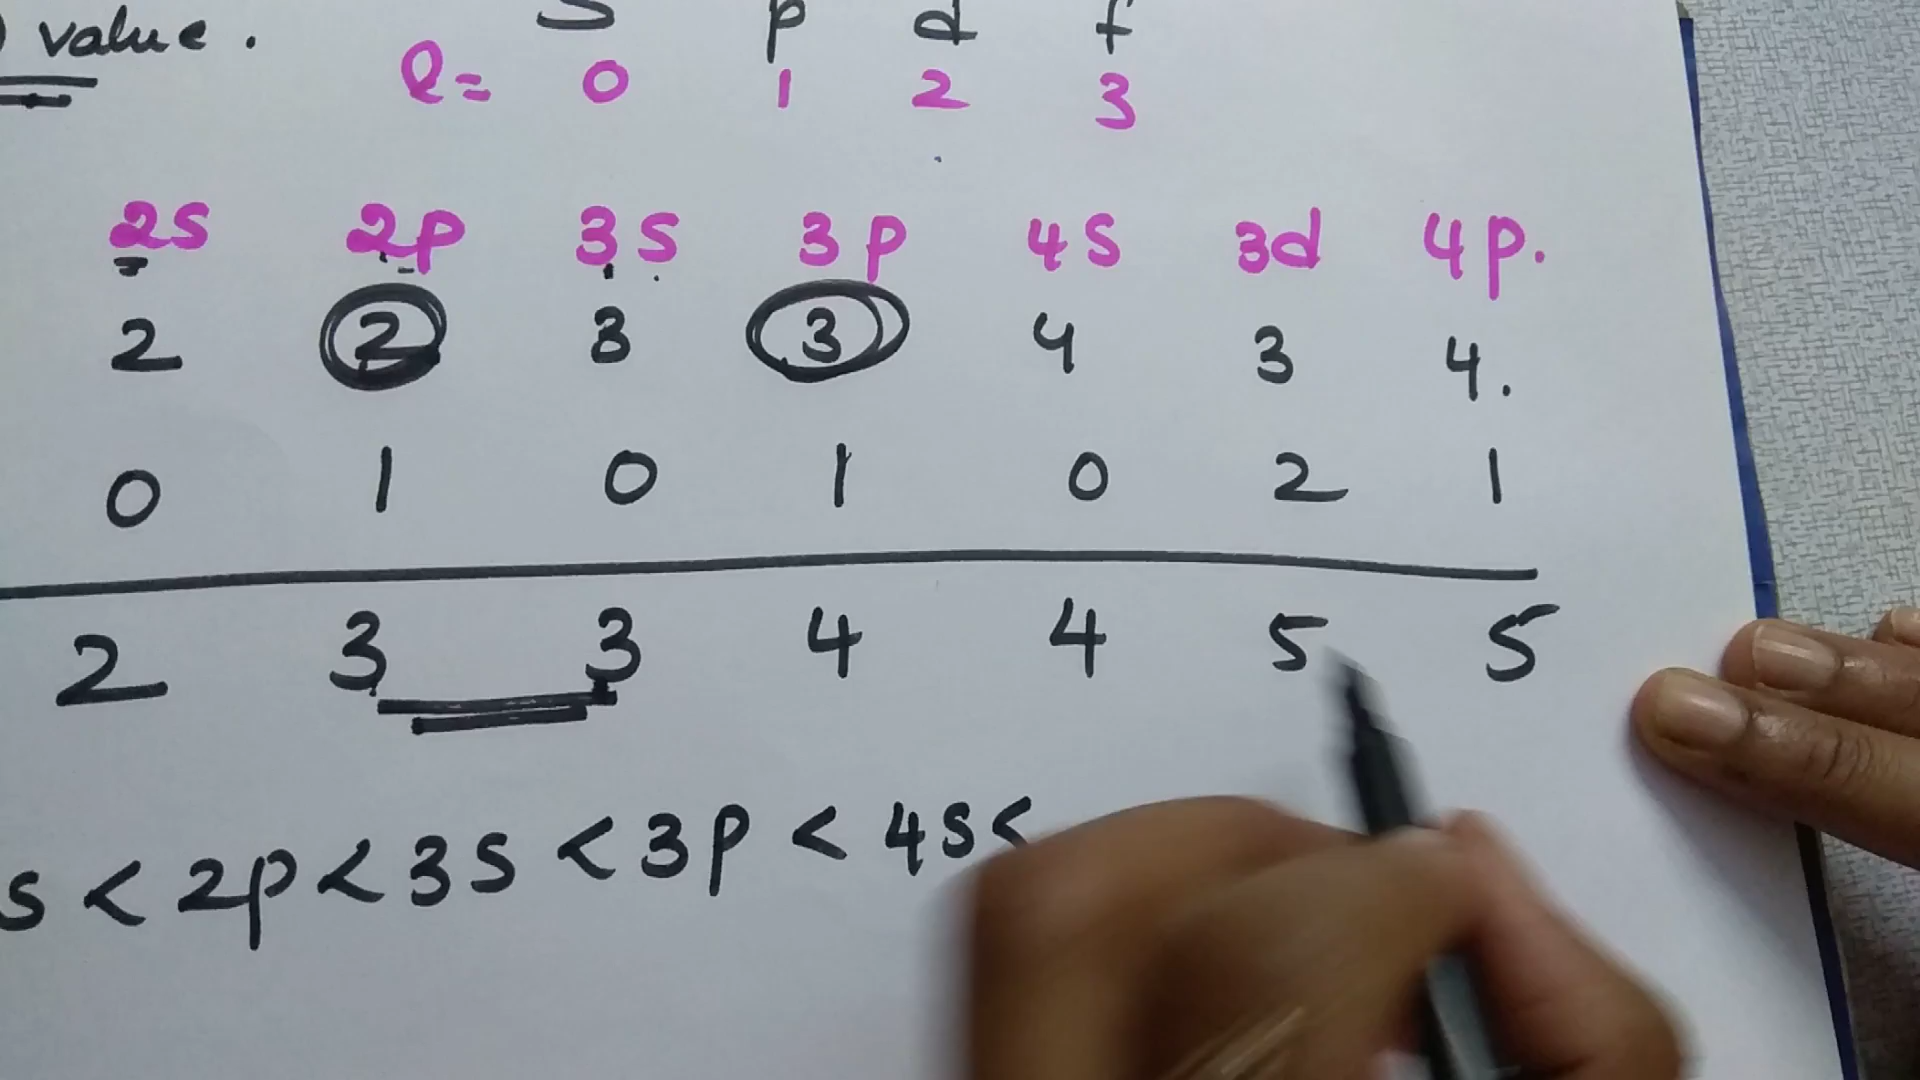 ) value. s p d f
l= 0 1 2 3
2s 2p 3s 3p 4s 3d 4p.
2 2 3 3 4 3 4.
0 1 0 1 0 2 1
2 3 3 4 4 5 5
s < 2p < 3s < 3p < 4s <